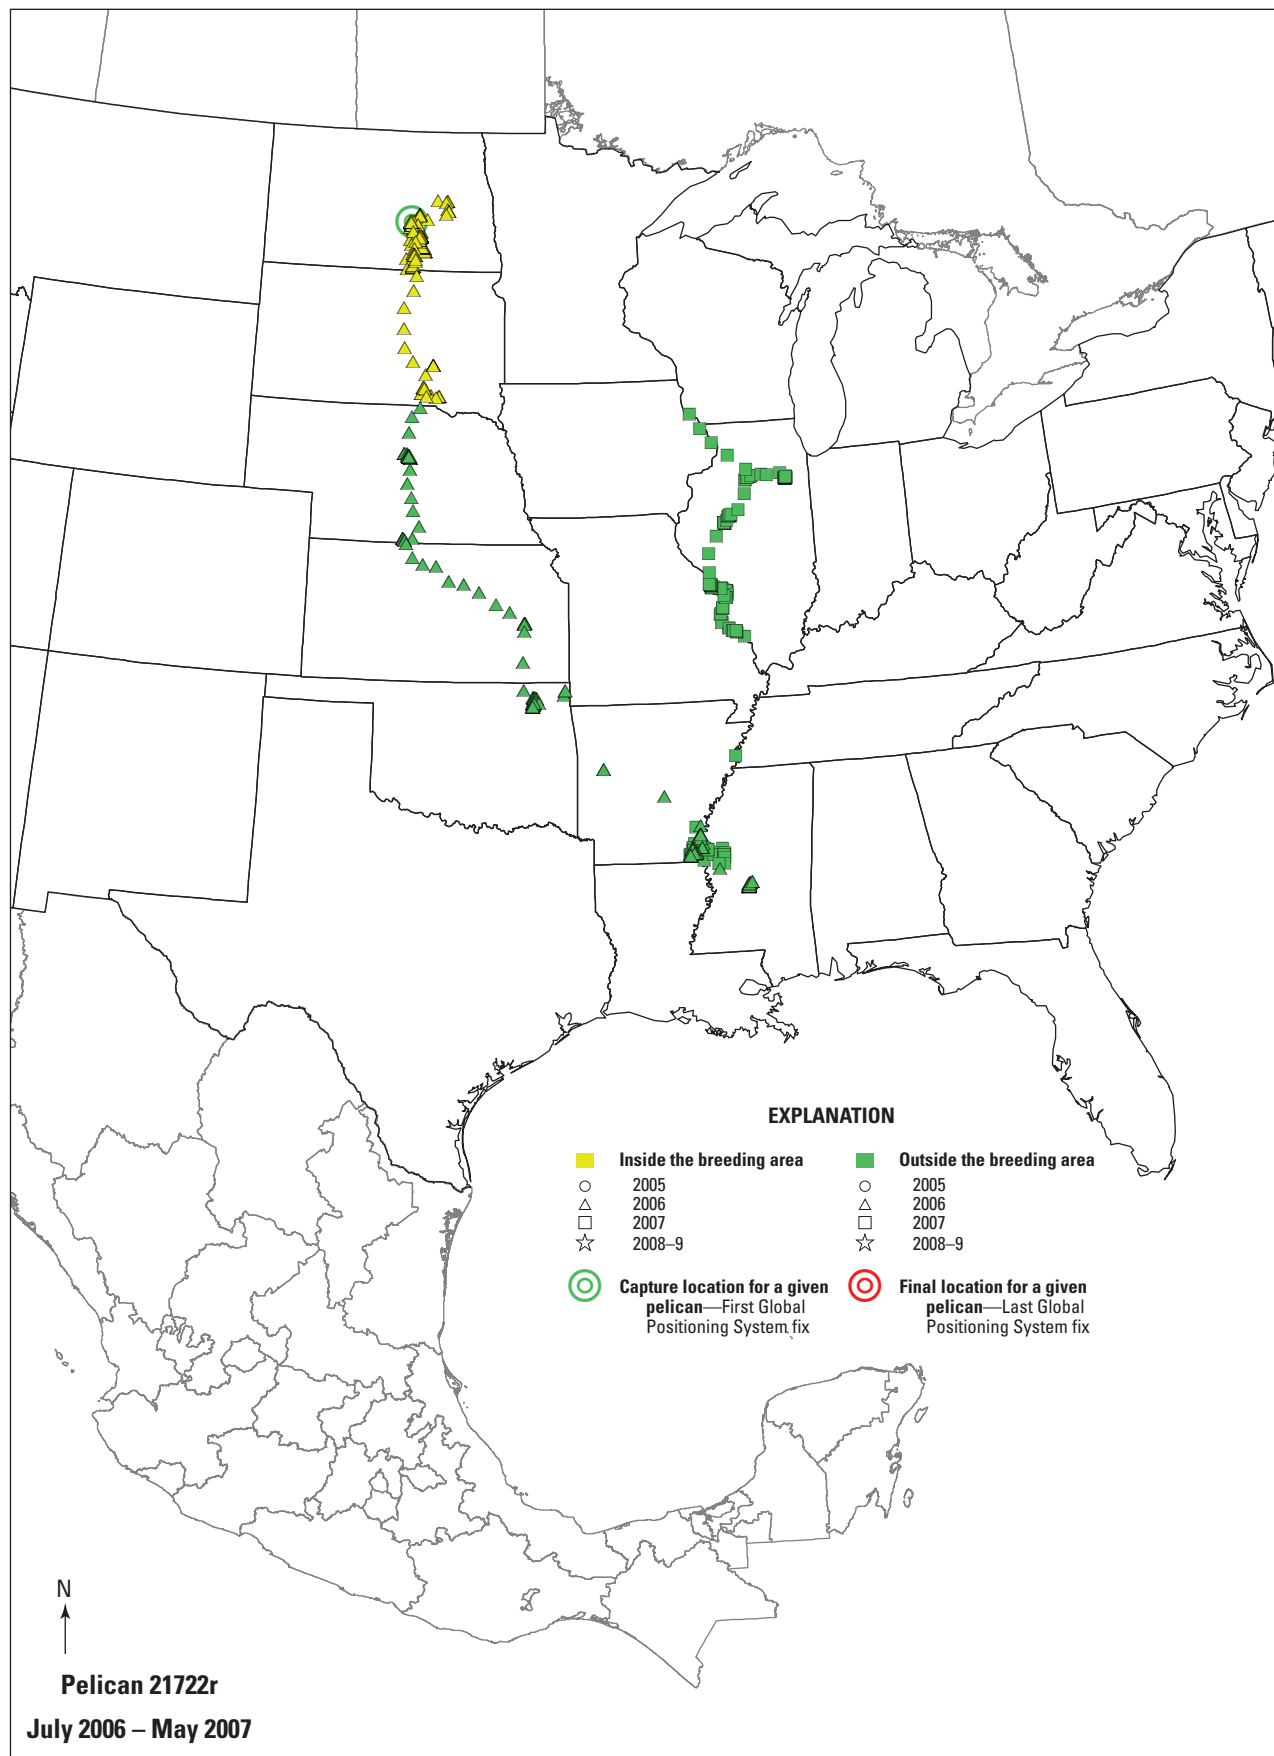 EXPLANATION
Inside the breeding area
2005
2006
2007
2008–9
Capture location for a given
pelican—First Global
Positioning System fix
Outside the breeding area
2005
2006
2007
2008–9
Final location for a given
pelican—Last Global
Positioning System fix
N
Pelican 21722r
July 2006 – May 2007